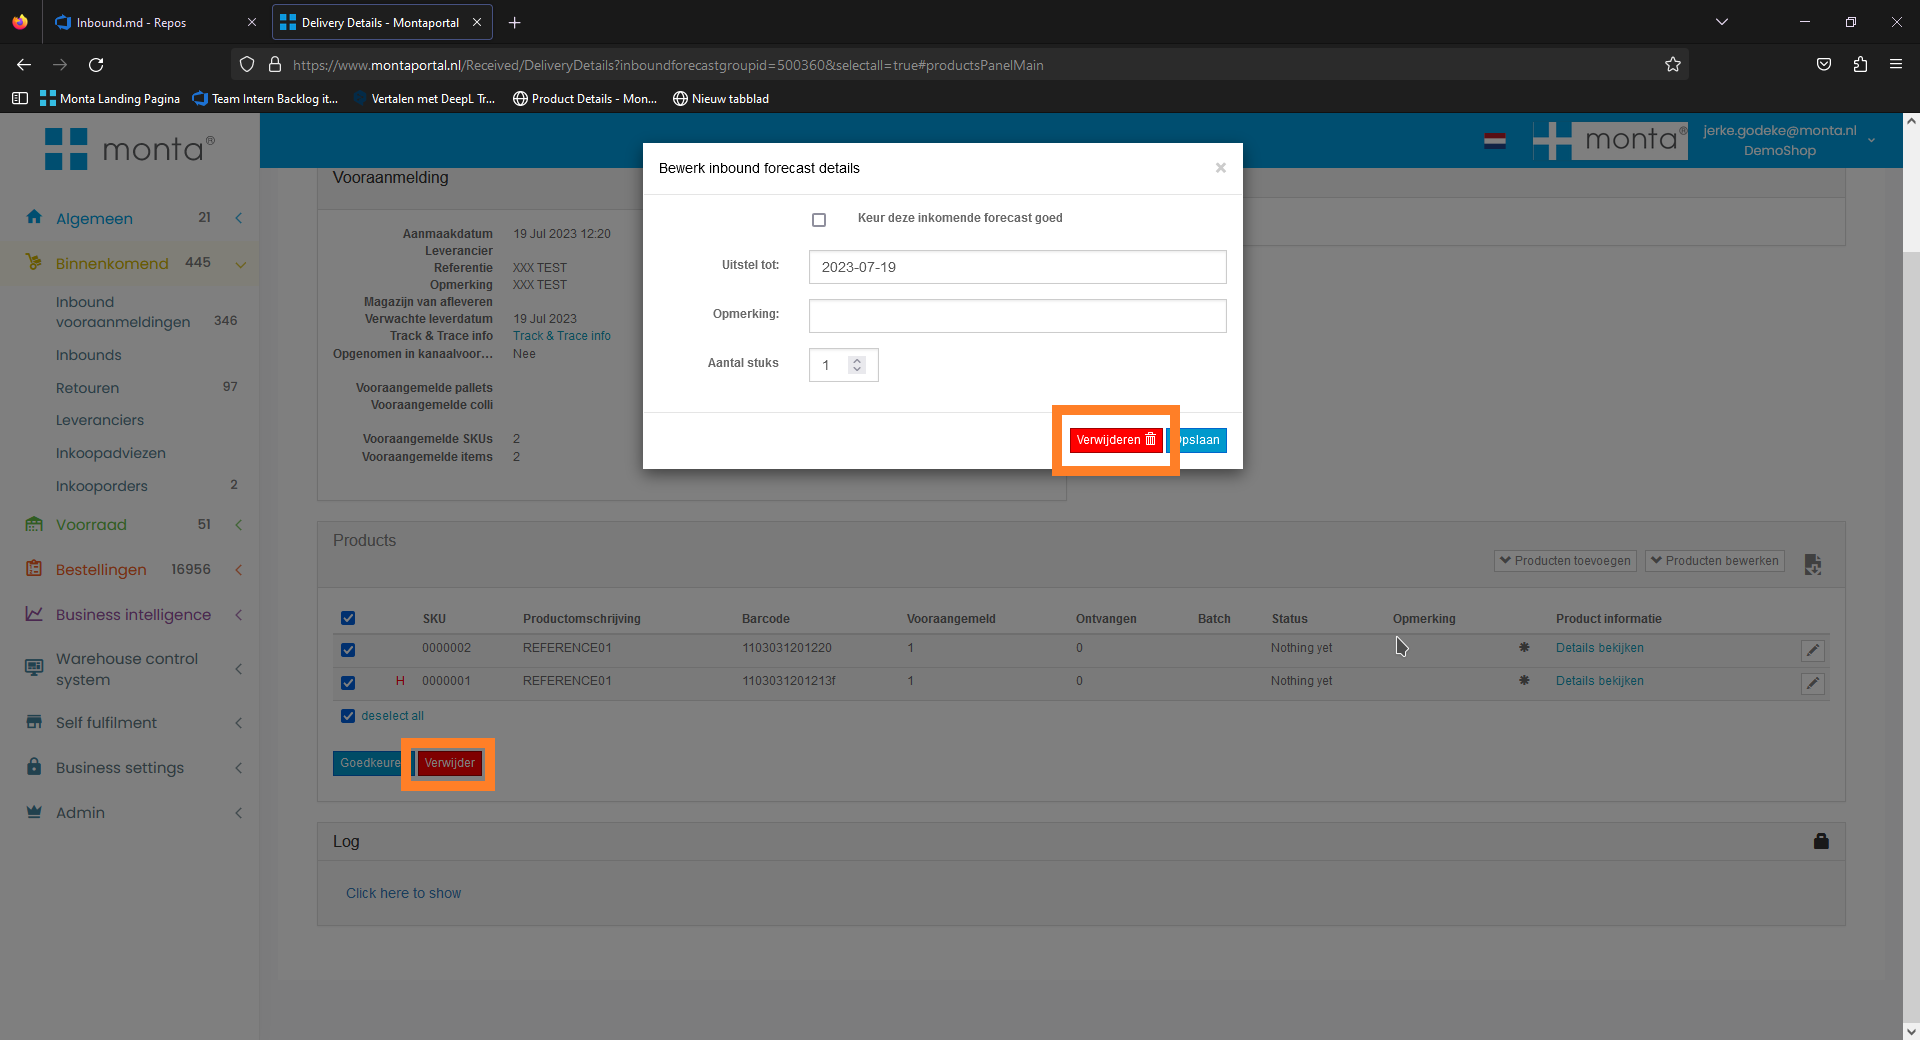 Inbound.md - Repos
Delivery Details - Montaportal
https://www.montaportal.nl/Received/DeliveryDetails?inboundforecastgroupid=500360&selectall=true#productsPanelMain
Monta Landing Pagina
Team Intern Backlog it...
Vertalen met DeepL Tr...
Product Details - Mon...
Nieuw tabblad
monta®
monta®
jerke.godeke@monta.nl
DemoShop
Algemeen 21
Binnenkomend 445
Inbound
vooraanmeldingen 346
Inbounds
Retouren 97
Leveranciers
Inkoopadviezen
Inkooporders 2
Voorraad 51
Bestellingen 16956
Business intelligence
Warehouse control
system
Self fulfilment
Business settings
Admin
Vooraanmelding
Aanmaakdatum 19 Jul 2023 12:20
Leverancier
Referentie XXX TEST
Opmerking XXX TEST
Magazijn van afleveren
Verwachte leverdatum 19 Jul 2023
Track & Trace info Track & Trace info
Opgenomen in kanaalvoor... Nee
Vooraangemelde pallets
Vooraangemelde colli
Vooraangemelde SKUs 2
Vooraangemelde items 2
Bewerk inbound forecast details ×
Keur deze inkomende forecast goed
Uitstel tot: 2023-07-19
Opmerking:
Aantal stuks 1
Verwijderen pslaan
Products
Producten toevoegen Producten bewerken
SKU Productomschrijving Barcode Vooraangemeld Ontvangen Batch Status Opmerking Product informatie
0000002 REFERENCE01 1103031201220 1 0 Nothing yet Details bekijken
H 0000001 REFERENCE01 1103031201213f 1 0 Nothing yet Details bekijken
deselect all
Goedkeure Verwijder
Log
Click here to show